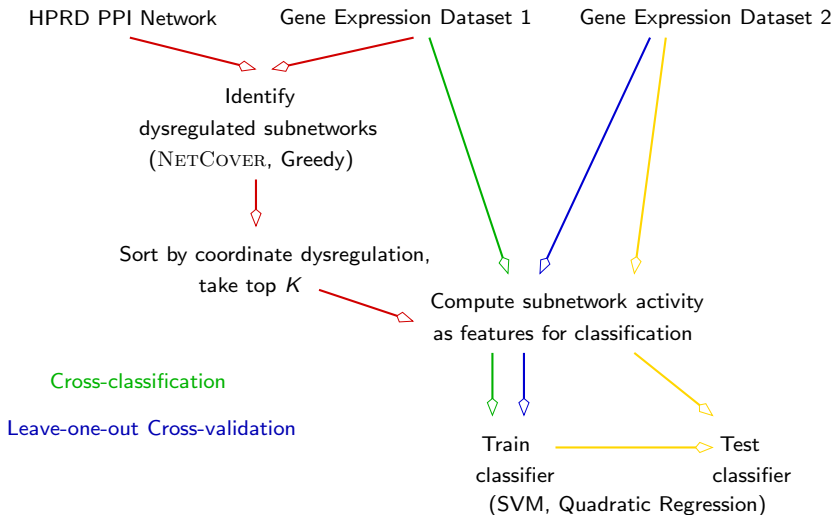 HPRD PPI Network
Gene Expression Dataset 1
Gene Expression Dataset 2
Identify
dysregulated subnetworks
(NETCOVER, Greedy)
Sort by coordinate dysregulation,
take top K
Compute subnetwork activity
as features for classification
Cross-classification
Leave-one-out Cross-validation
Train
classifier
Test
classifier
(SVM, Quadratic Regression)